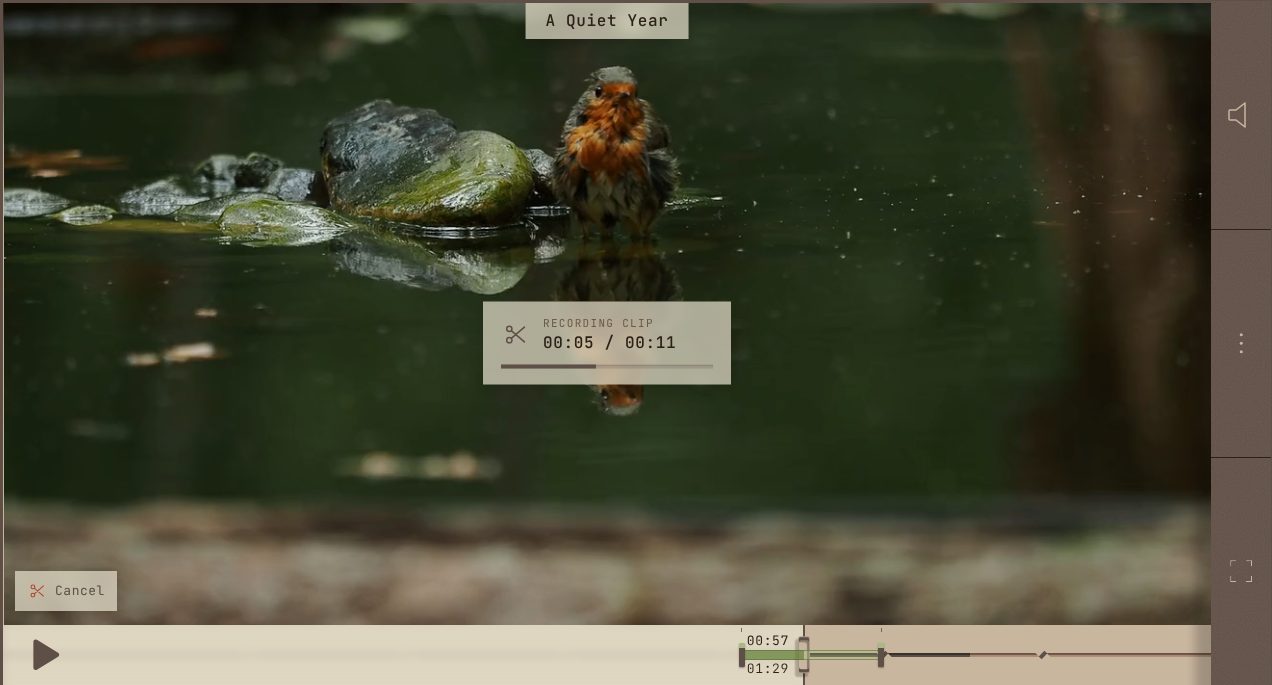 A Quiet Year
RECORDING CLIP
00:05 / 00:11
Cancel
00:57
01:29